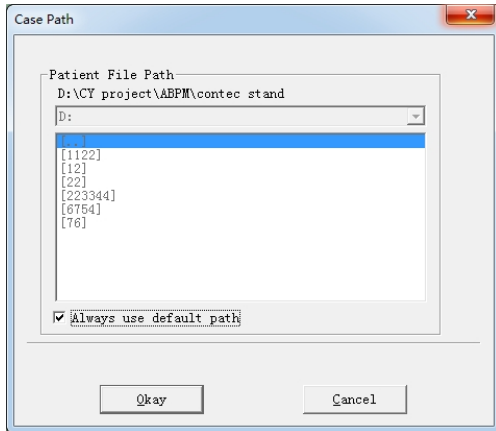 Case Path
Patient File Path
D:\CY project\ABPM\contec stand
D:
[..]
[1122]
[12]
[22]
[223344]
[6754]
[76]
Always use default path
Okay
Cancel